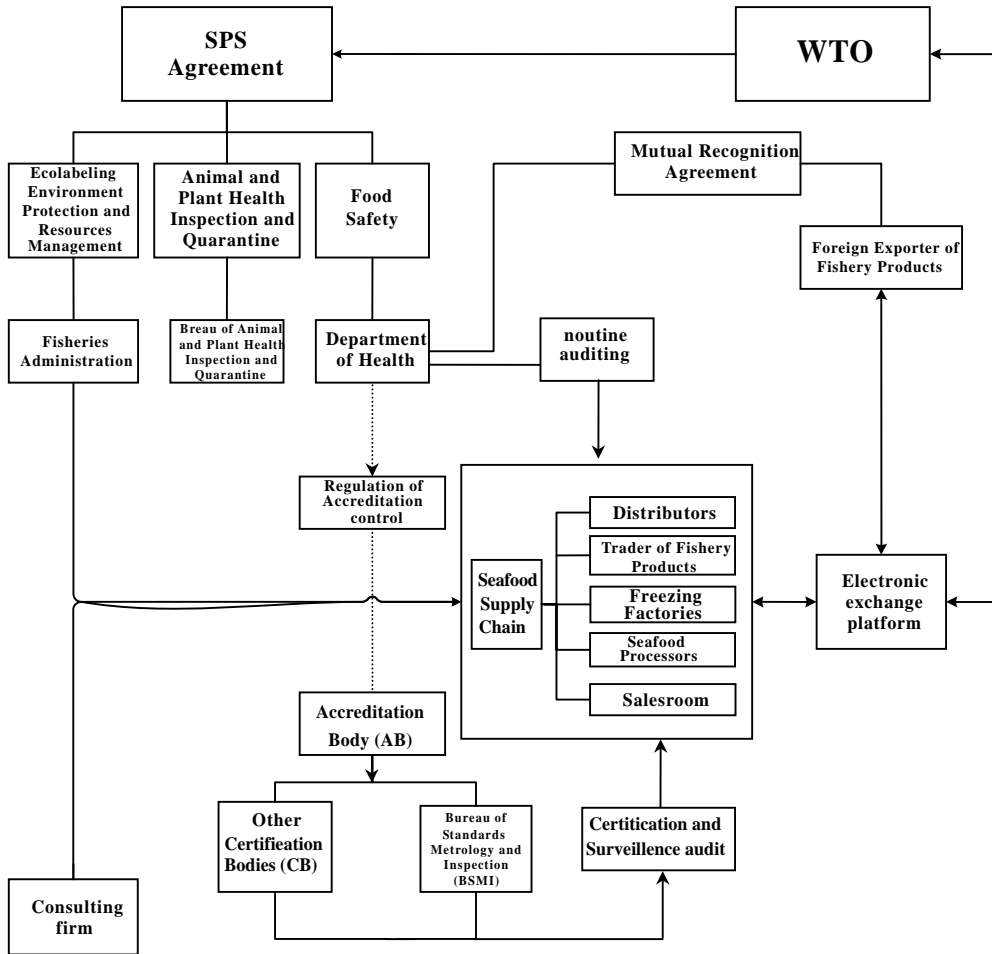 SPS
Agreement
WTO
Ecolabeling
Environment
Protection and
Resources
Management
Animal and
Plant Health
Inspection and
Quarantine
Food
Safety
Mutual Recognition
Agreement
Foreign Exporter of
Fishery Products
Fisheries
Administration
Breau of Animal
and Plant Health
Inspection and
Quarantine
Department
of Health
noutine
auditing
Regulation of
Accreditation
control
Seafood
Supply
Chain
Distributors
Trader of Fishery
Products
Freezing
Factories
Seafood
Processors
Salesroom
Electronic
exchange
platform
Accreditation
Body (AB)
Other
Certifieation
Bodies (CB)
Bureau of
Standards
Metrology and
Inspection
(BSMI)
Certitication and
Surveillence audit
Consulting
firm